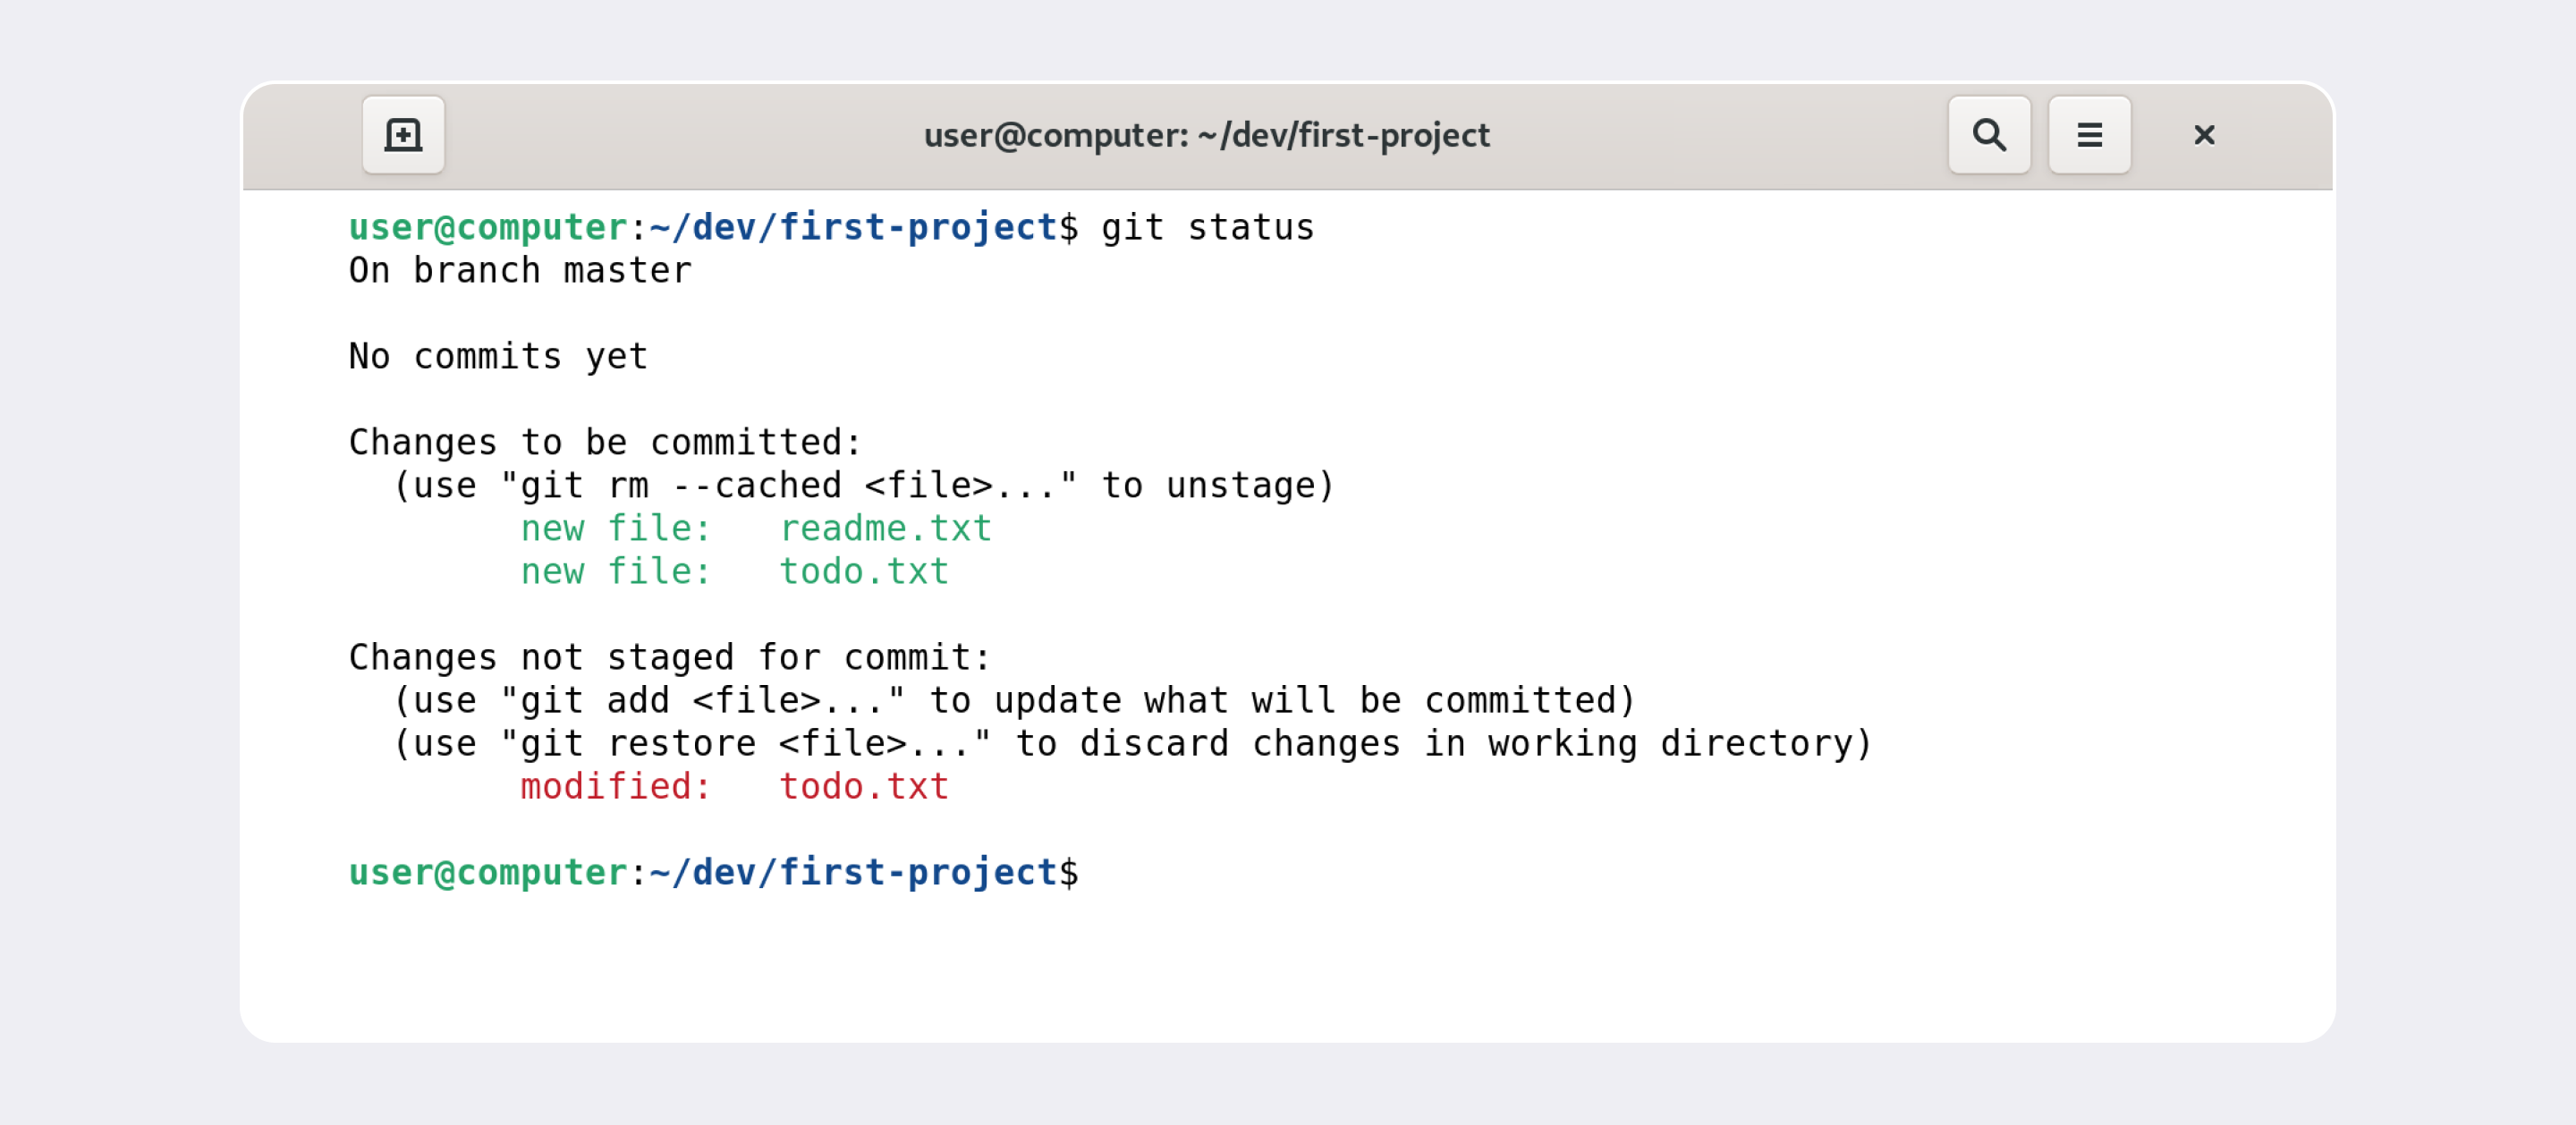 user@computer: ~/dev/first-project
user@computer:~/dev/first-project$ git status
On branch master
No commits yet
Changes to be committed:
  (use "git rm --cached <file>..." to unstage)
        new file:   readme.txt
        new file:   todo.txt
Changes not staged for commit:
  (use "git add <file>..." to update what will be committed)
  (use "git restore <file>..." to discard changes in working directory)
        modified:   todo.txt
user@computer:~/dev/first-project$